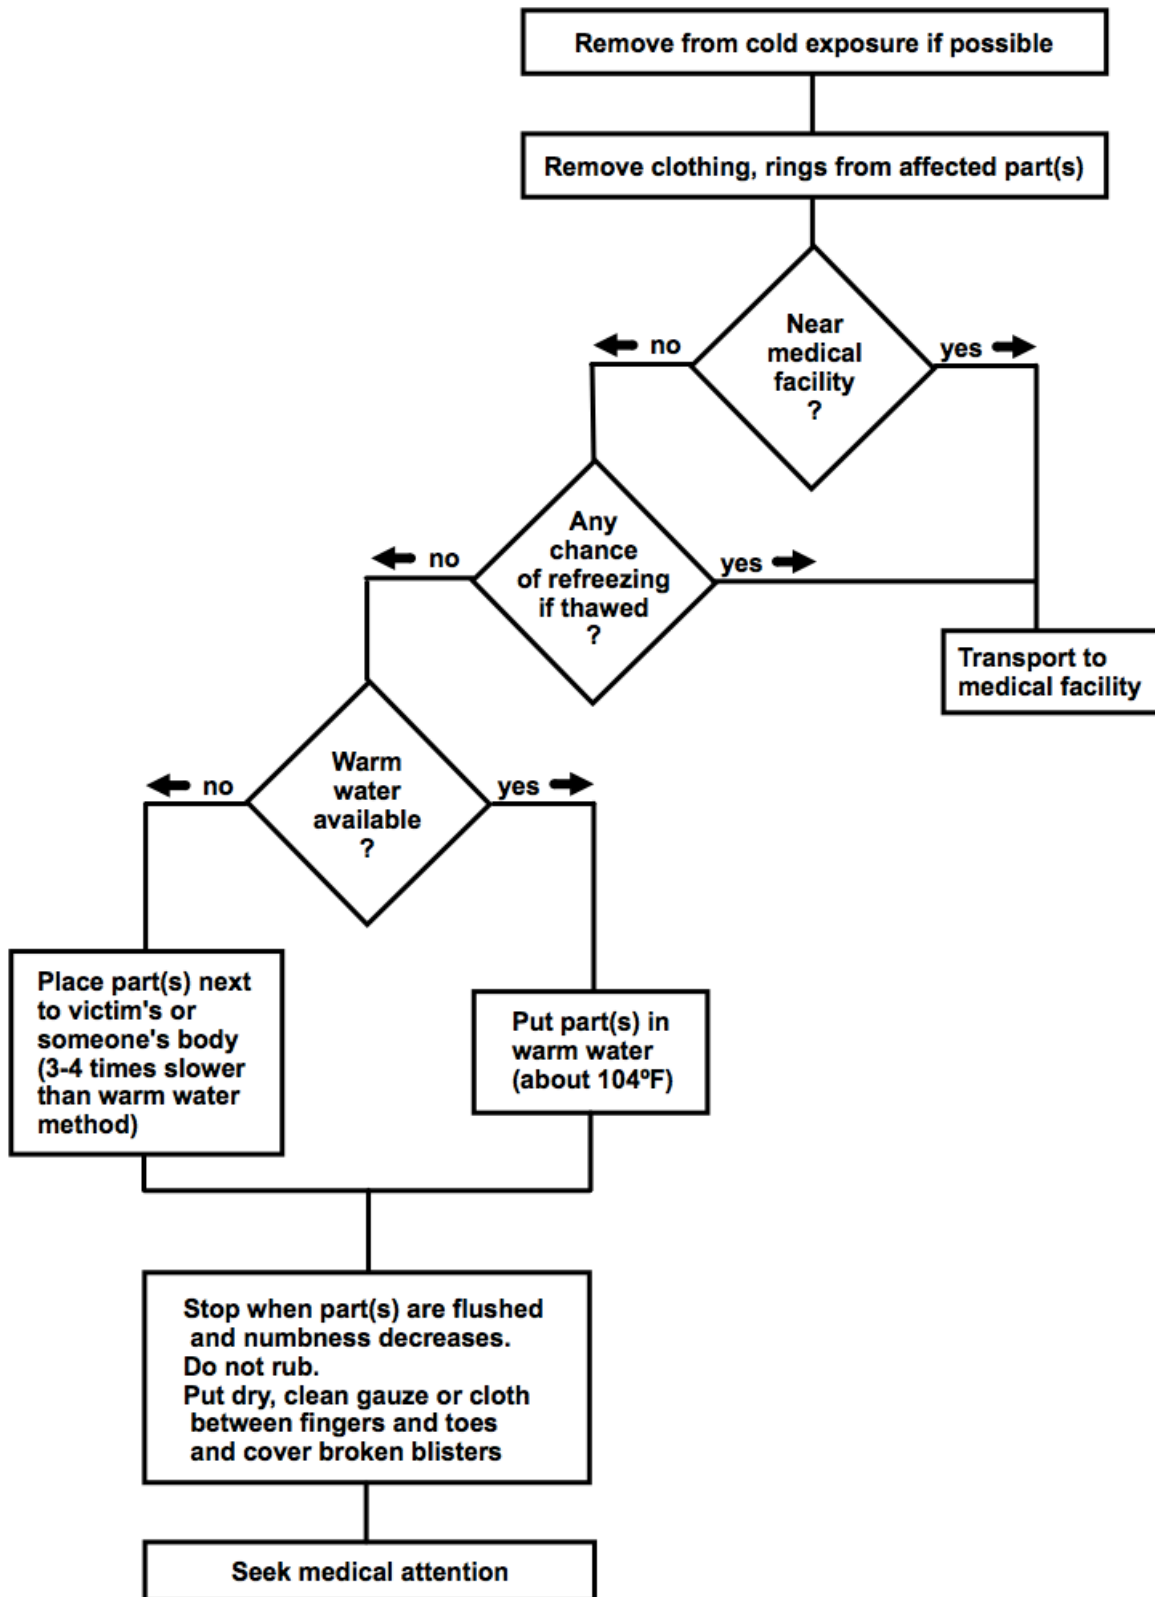 Remove from cold exposure if possible
Remove clothing, rings from affected part(s)
Near
medical
facility
?
no
yes
Any
chance
of refreezing
if thawed
?
no
yes
Transport to
medical facility
Warm
water
available
?
no
yes
Place part(s) next
to victim's or
someone's body
(3-4 times slower
than warm water
method)
Put part(s) in
warm water
(about 104ºF)
Stop when part(s) are flushed
and numbness decreases.
Do not rub.
Put dry, clean gauze or cloth
between fingers and toes
and cover broken blisters
Seek medical attention